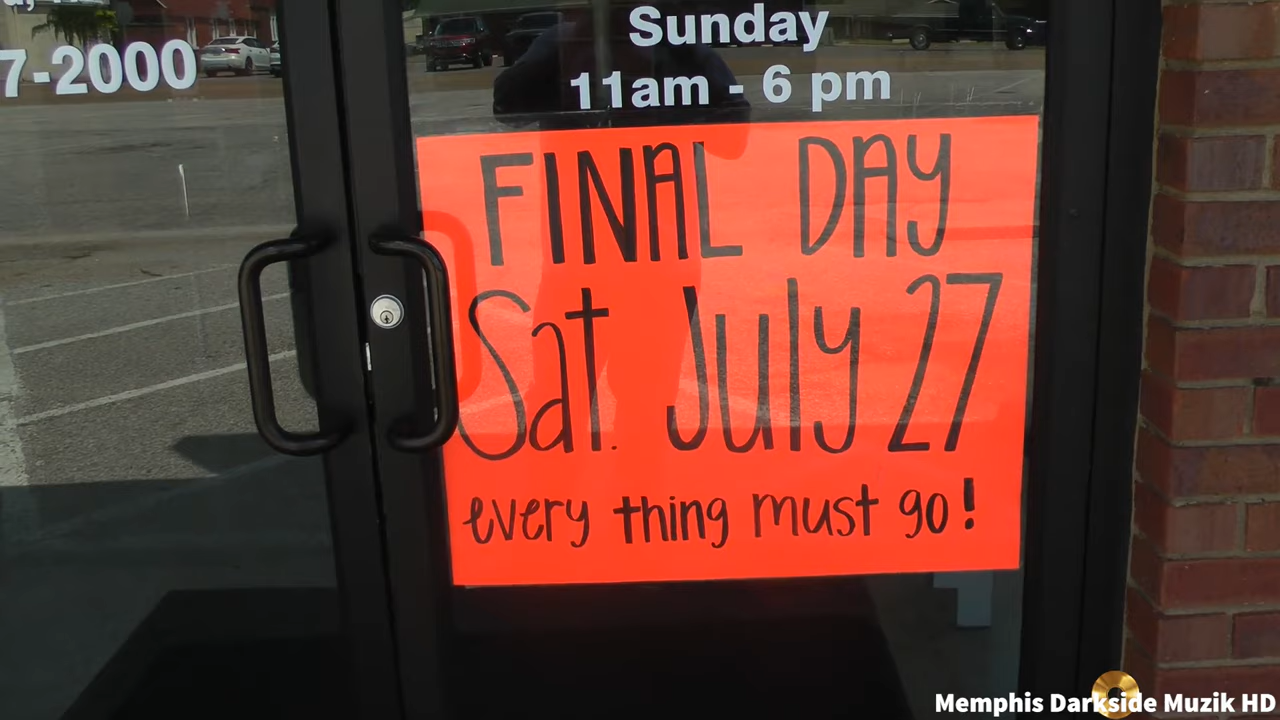 7-2000
Sunday
11am - 6 pm
FINAL DAY
Sat. July 27
every thing must go!
Memphis Darkside Muzik HD